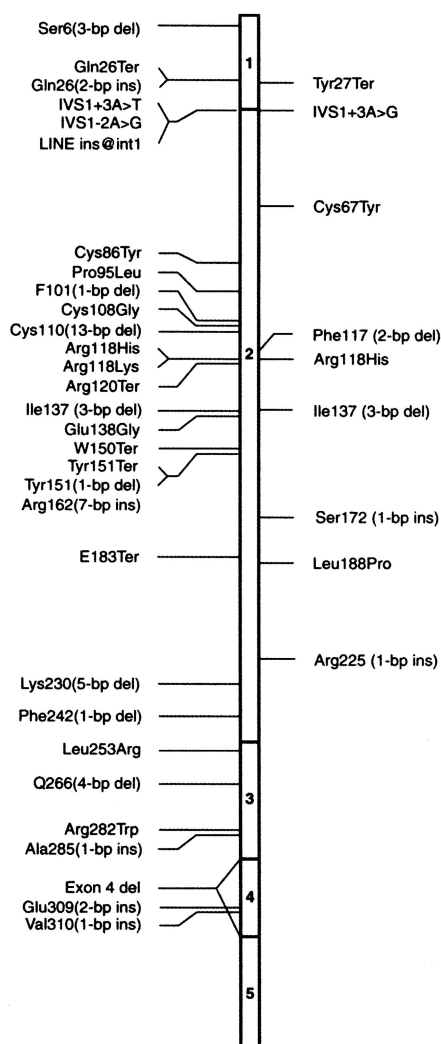 Ser6(3-bp del)
1
Gln26Ter
Gln26(2-bp ins)
Tyr27Ter
IVS1+3A>T
IVS1+3A>G
IVS1-2A>G
LINE ins@int1
Cys67Tyr
Cys86Tyr
Pro95Leu
F101(1-bp del)
Cys108Gly
Cys110(13-bp del)
Phe117 (2-bp del)
Arg118His
2
Arg118His
Arg118Lys
Arg120Ter
Ile137 (3-bp del)
Ile137 (3-bp del)
Glu138Gly
W150Ter
Tyr151Ter
Tyr151(1-bp del)
Arg162(7-bp ins)
Ser172 (1-bp ins)
E183Ter
Leu188Pro
Arg225 (1-bp ins)
Lys230(5-bp del)
Phe242(1-bp del)
Leu253Arg
Q266(4-bp del)
3
Arg282Trp
Ala285(1-bp ins)
Exon 4 del
4
Glu309(2-bp ins)
Val310(1-bp ins)
5